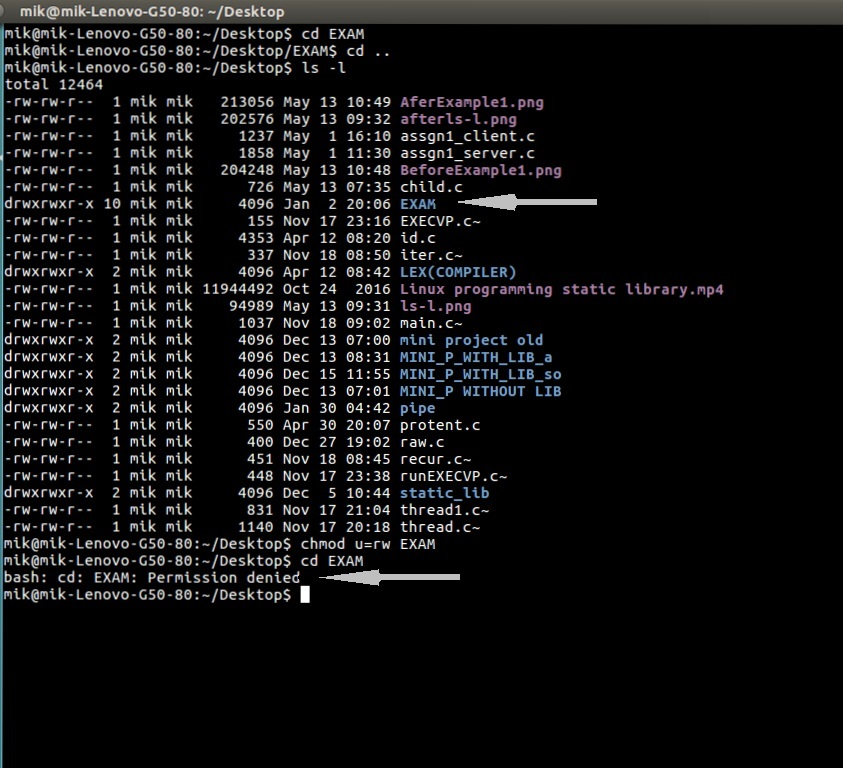 mik@mik-Lenovo-G50-80: ~/Desktop
mik@mik-Lenovo-G50-80:~/Desktop$ cd EXAM
mik@mik-Lenovo-G50-80:~/Desktop/EXAM$ cd ..
mik@mik-Lenovo-G50-80:~/Desktop$ ls -l
total 12464
-rw-rw-r--  1 mik mik   213056 May 13 10:49 AferExample1.png
-rw-rw-r--  1 mik mik   202576 May 13 09:32 afterls-l.png
-rw-rw-r--  1 mik mik     1237 May  1 16:10 assgn1_client.c
-rw-rw-r--  1 mik mik     1858 May  1 11:30 assgn1_server.c
-rw-rw-r--  1 mik mik   204248 May 13 10:48 BeforeExample1.png
-rw-rw-r--  1 mik mik      726 May 13 07:35 child.c
drwxrwxr-x 10 mik mik     4096 Jan  2 20:06 EXAM
-rw-rw-r--  1 mik mik      155 Nov 17 23:16 EXECVP.c~
-rw-rw-r--  1 mik mik     4353 Apr 12 08:20 id.c
-rw-rw-r--  1 mik mik      337 Nov 18 08:50 iter.c~
drwxrwxr-x  2 mik mik     4096 Apr 12 08:42 LEX(COMPILER)
-rw-rw-r--  1 mik mik 11944492 Oct 24  2016 Linux programming static library.mp4
-rw-rw-r--  1 mik mik    94989 May 13 09:31 ls-l.png
-rw-rw-r--  1 mik mik     1037 Nov 18 09:02 main.c~
drwxrwxr-x  2 mik mik     4096 Dec 13 07:00 mini project old
drwxrwxr-x  2 mik mik     4096 Dec 13 08:31 MINI_P_WITH_LIB_a
drwxrwxr-x  2 mik mik     4096 Dec 15 11:55 MINI_P_WITH_LIB_so
drwxrwxr-x  2 mik mik     4096 Dec 13 07:01 MINI_P WITHOUT LIB
drwxrwxr-x  2 mik mik     4096 Jan 30 04:42 pipe
-rw-rw-r--  1 mik mik      550 Apr 30 20:07 protent.c
-rw-rw-r--  1 mik mik      400 Dec 27 19:02 raw.c
-rw-rw-r--  1 mik mik      451 Nov 18 08:45 recur.c~
-rw-rw-r--  1 mik mik      448 Nov 17 23:38 runEXECVP.c~
drwxrwxr-x  2 mik mik     4096 Dec  5 10:44 static_lib
-rw-rw-r--  1 mik mik      831 Nov 17 21:04 thread1.c~
-rw-rw-r--  1 mik mik     1140 Nov 17 20:18 thread.c~
mik@mik-Lenovo-G50-80:~/Desktop$ chmod u=rw EXAM
mik@mik-Lenovo-G50-80:~/Desktop$ cd EXAM
bash: cd: EXAM: Permission denied
mik@mik-Lenovo-G50-80:~/Desktop$